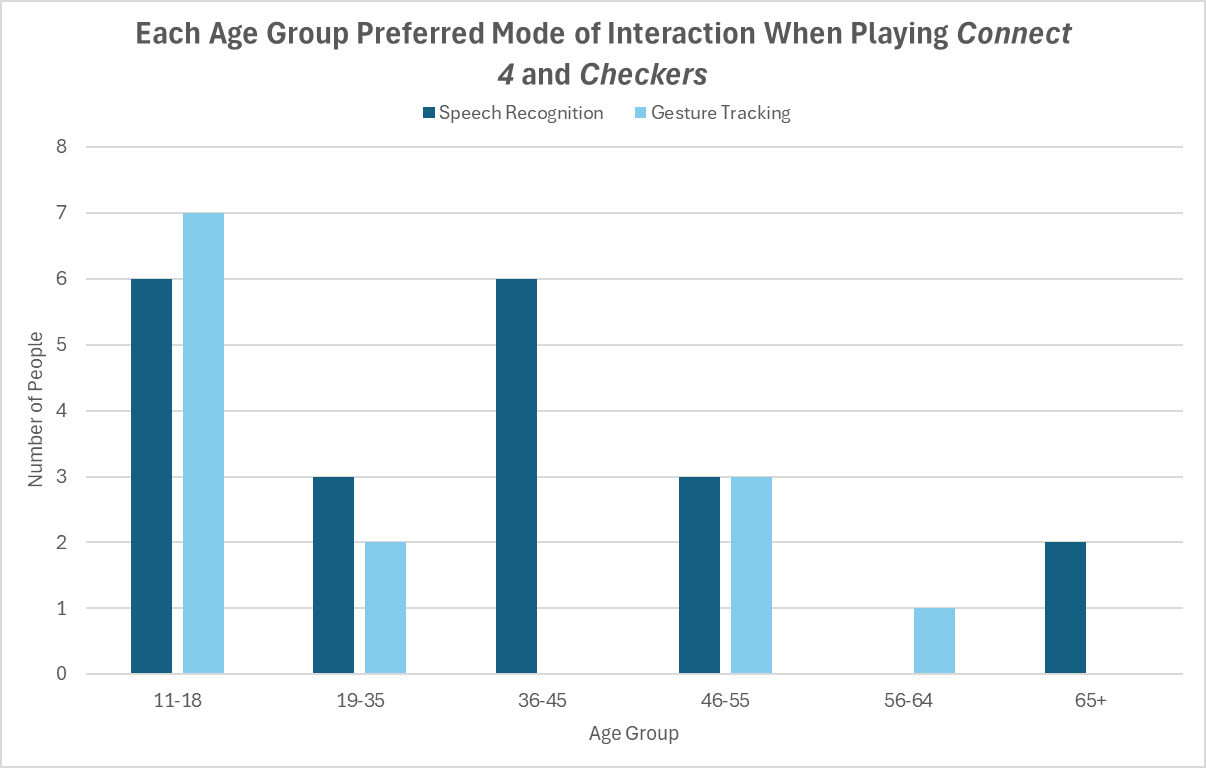 Each Age Group Preferred Mode of Interaction When Playing Connect
4 and Checkers
Speech Recognition Gesture Tracking
8
7
6
5
4
3
2
1
0
Number of People
11-18 19-35 36-45 46-55 56-64 65+
Age Group